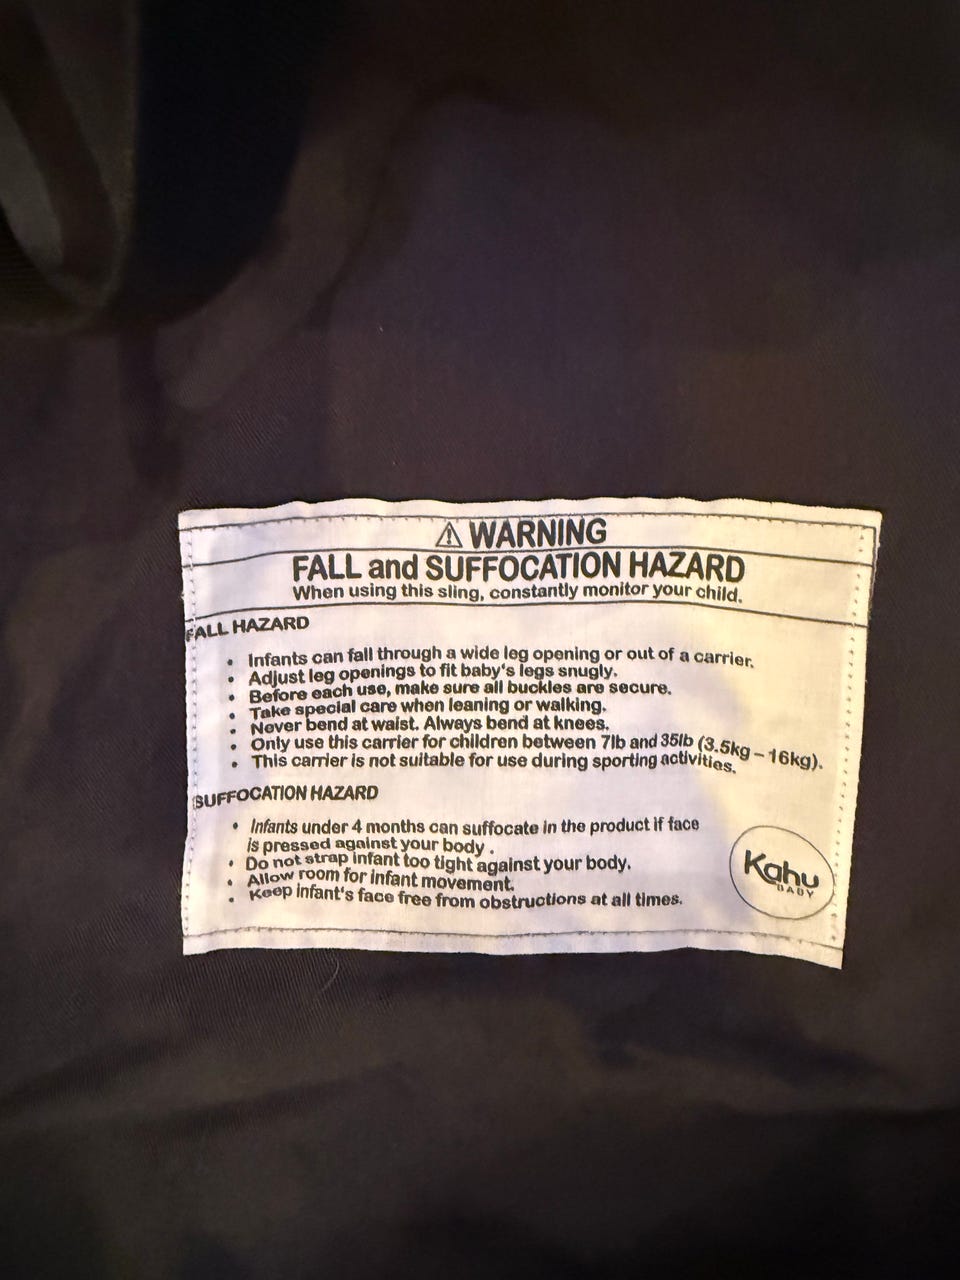 ⚠ WARNING
FALL and SUFFOCATION HAZARD
When using this sling, constantly monitor your child.
FALL HAZARD
• Infants can fall through a wide leg opening or out of a carrier.
• Adjust leg openings to fit baby's legs snugly.
• Before each use, make sure all buckles are secure.
• Take special care when leaning or walking.
• Never bend at waist. Always bend at knees.
• Only use this carrier for children between 7lb and 35lb (3.5kg – 16kg).
• This carrier is not suitable for use during sporting activities.
SUFFOCATION HAZARD
• Infants under 4 months can suffocate in the product if face
is pressed against your body .
• Do not strap infant too tight against your body.
• Allow room for infant movement.
• Keep infant's face free from obstructions at all times.
Kahu
BABY